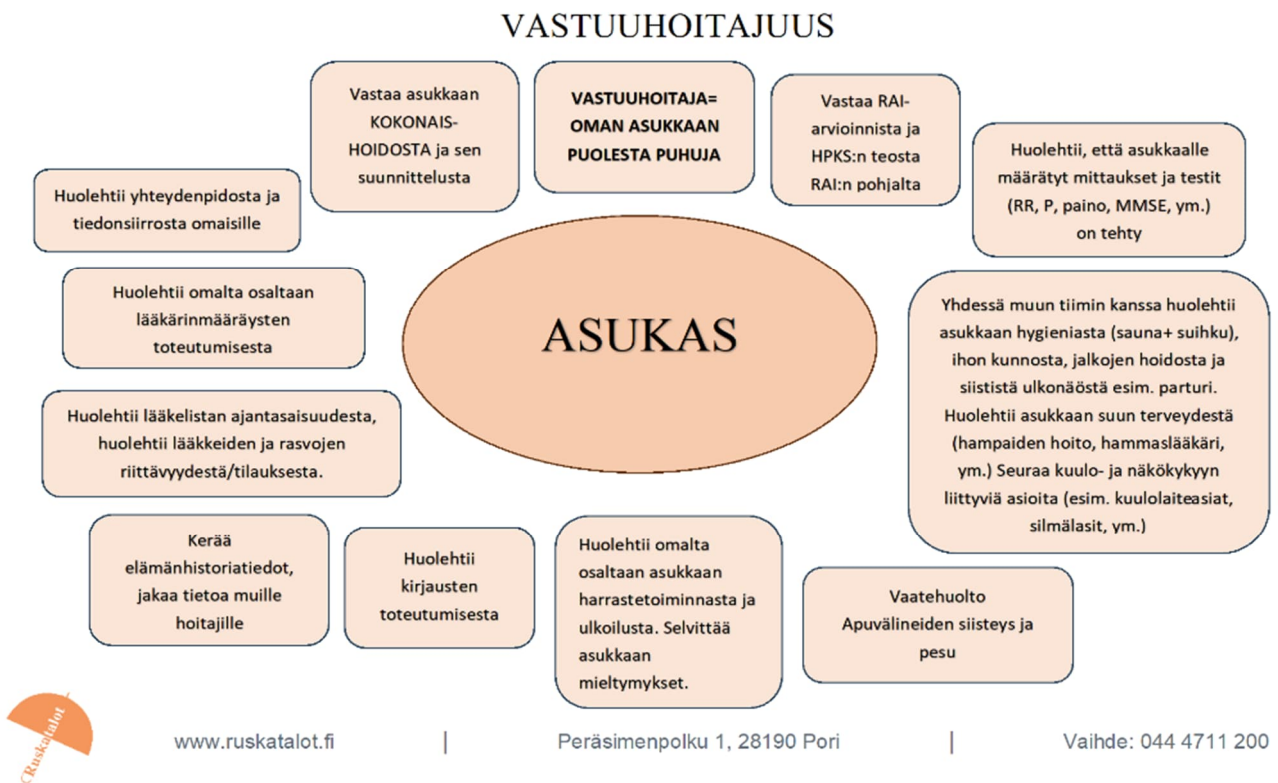 VASTUUHOITAJUUS
Vastaa asukkaan
KOKONAIS-
HOIDOSTA ja sen
suunnittelusta
VASTUUHOITAJA=
OMAN ASUKKAAN
PUOLESTA PUHUJA
Vastaa RAI-
arvioinnista ja
HPKS:n teosta
RAI:n pohjalta
Huolehtii, että asukkaalle
määrätyt mittaukset ja testit
(RR, P, paino, MMSE, ym.)
on tehty
Huolehtii yhteydenpidosta ja
tiedonsiirrosta omaisille
Huolehtii omalta osaltaan
lääkärinmääräysten
toteutumisesta
ASUKAS
Yhdessä muun tiimin kanssa huolehtii
asukkaan hygieniasta (sauna+ suihku),
ihon kunnosta, jalkojen hoidosta ja
siististä ulkonäöstä esim. parturi.
Huolehtii asukkaan suun terveydestä
(hampaiden hoito, hammaslääkäri,
ym.) Seuraa kuulo- ja näkökykyyn
liittyviä asioita (esim. kuulolaiteasiat,
silmälasit, ym.)
Huolehtii lääkelistan ajantasaisuudesta,
huolehtii lääkkeiden ja rasvojen
riittävyydestä/tilauksesta.
Kerää
elämänhistoriatiedot,
jakaa tietoa muille
hoitajille
Huolehtii
kirjausten
toteutumisesta
Huolehtii omalta
osaltaan asukkaan
harrastetoiminnasta ja
ulkoilusta. Selvittää
asukkaan
mieltymykset.
Vaatehuolto
Apuvälineiden siisteys ja
pesu
Ruskatalot
www.ruskatalot.fi | Peräsimenpolku 1, 28190 Pori | Vaihde: 044 4711 200